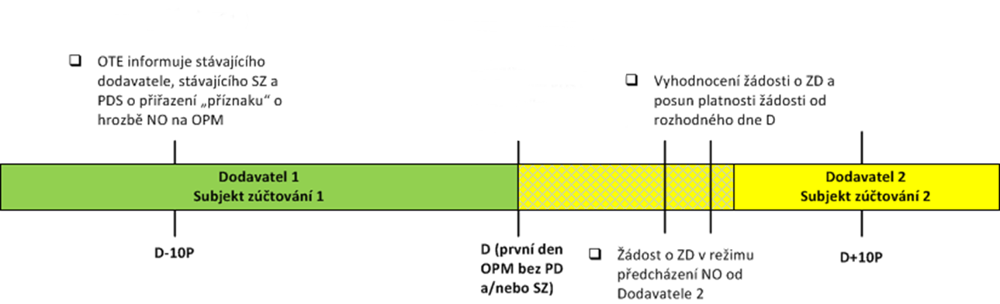 ❑ OTE informuje stávajícího
dodavatele, stávajícího SZ a
PDS o přiřazení „příznaku“ o
hrozbě NO na OPM
❑ Vyhodnocení žádosti o ZD a
posun platnosti žádosti od
rozhodného dne D
Dodavatel 1
Subjekt zúčtování 1
Dodavatel 2
Subjekt zúčtování 2
D-10P
D (první den
OPM bez PD
a/nebo SZ)
❑ Žádost o ZD v režimu
předcházení NO od
Dodavatele 2
D+10P